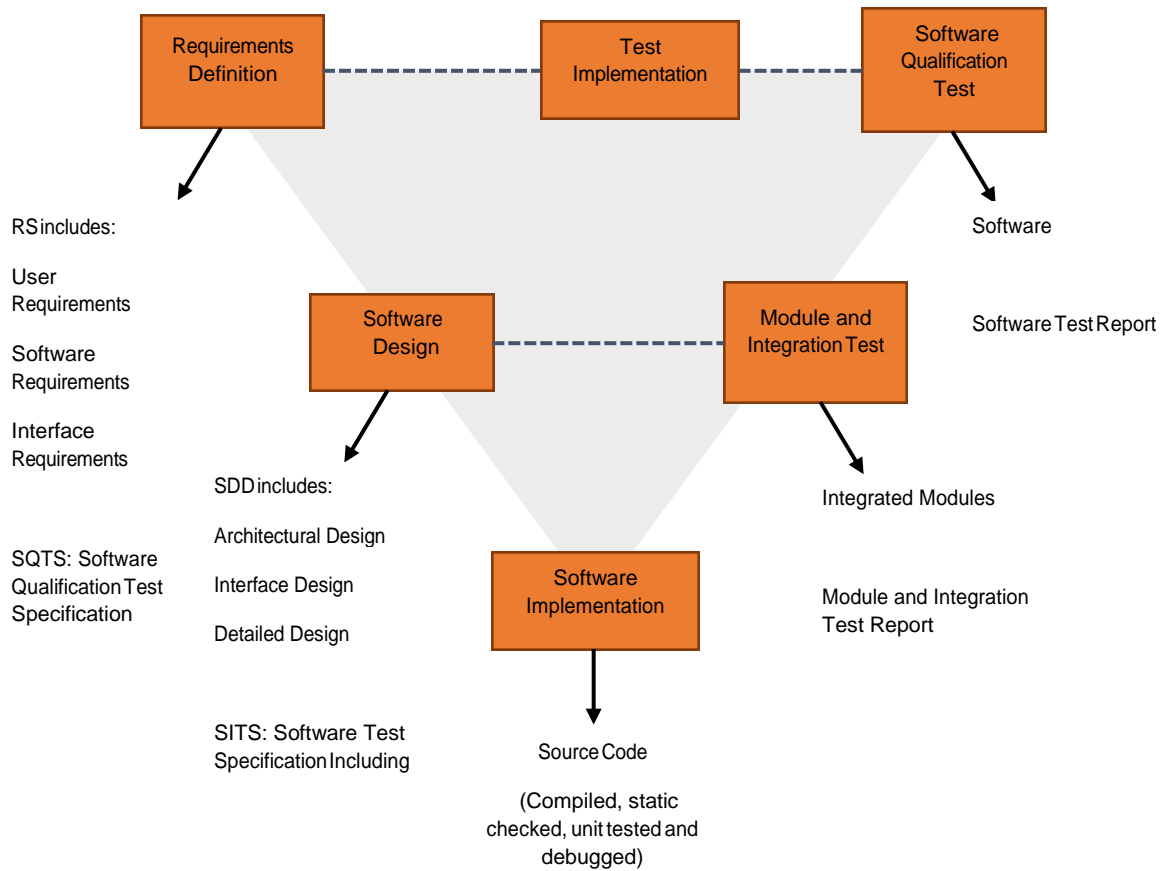 Requirements
Definition
Test
Implementation
Software
Qualification
Test
RS includes:
User
Requirements
Software
Requirements
Interface
Requirements
SQTS: Software
Qualification Test
Specification
Software
Software Test Report
Software
Design
Module and
Integration Test
SDD includes:
Architectural Design
Interface Design
Detailed Design
SITS: Software Test
Specification Including
Integrated Modules
Module and Integration
Test Report
Software
Implementation
Source Code
(Compiled, static
checked, unit tested and
debugged)